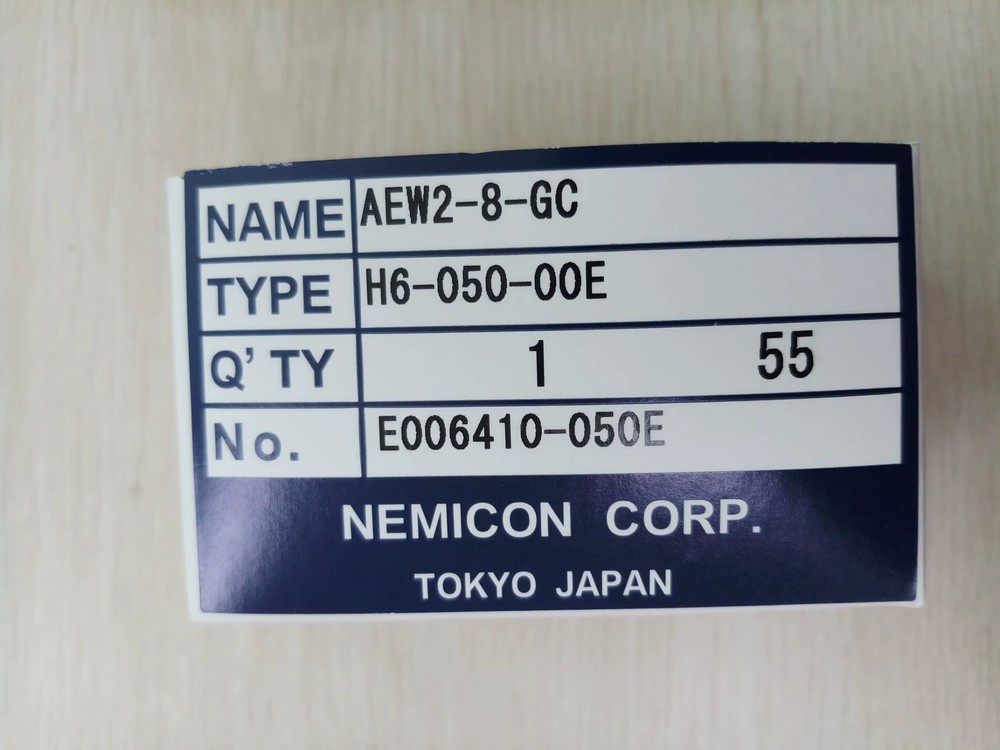 NAME AEW2-8-GC
TYPE H6-050-00E
Q'TY 1 55
No. E006410-050E
NEMICON CORP.
TOKYO JAPAN